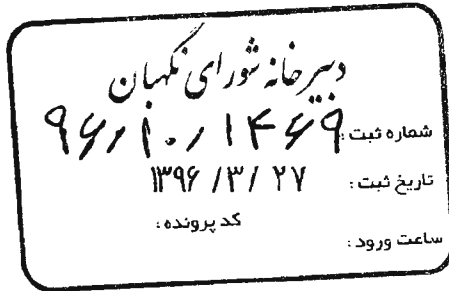 دبیرخانه شورای نگهبان
شماره ثبت : ۹۶/۱۰/۱۴۶۹
تاریخ ثبت : ۱۳۹۶/۳/۲۷
کد پرونده :
ساعت ورود :